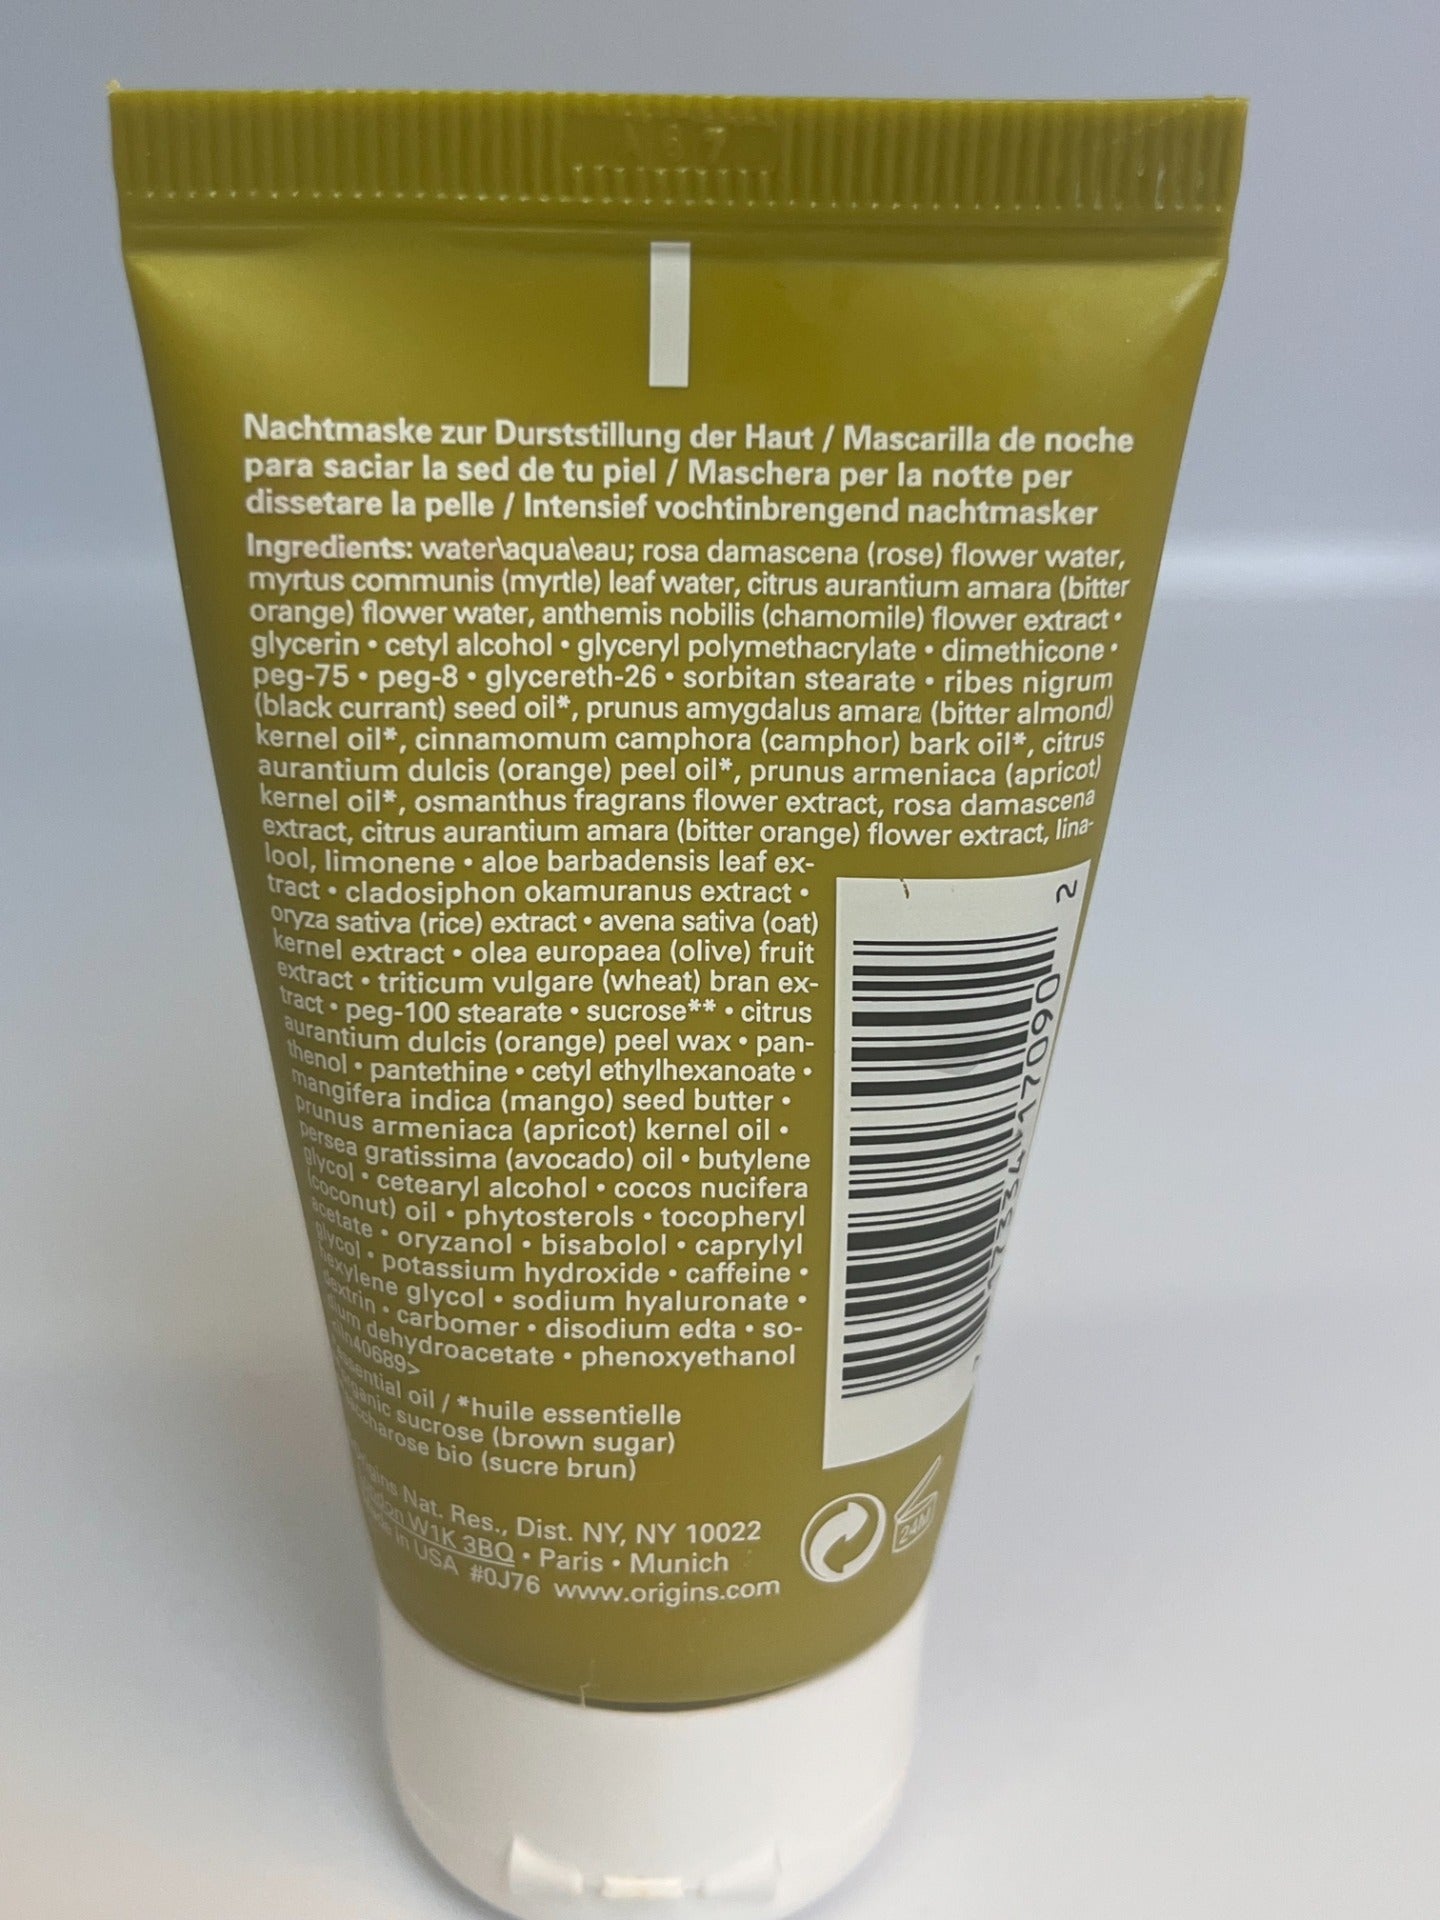 Nachtmaske zur Durststillung der Haut / Mascarilla de noche
para saciar la sed de tu piel / Maschera per la notte per
dissetare la pelle / Intensief vochtinbrengend nachtmasker
Ingredients: water\aqua\eau; rosa damascena (rose) flower water,
myrtus communis (myrtle) leaf water, citrus aurantium amara (bitter
orange) flower water, anthemis nobilis (chamomile) flower extract •
glycerin • cetyl alcohol • glyceryl polymethacrylate • dimethicone •
peg-75 • peg-8 • glycereth-26 • sorbitan stearate • ribes nigrum
(black currant) seed oil*, prunus amygdalus amara (bitter almond)
kernel oil*, cinnamomum camphora (camphor) bark oil*, citrus
aurantium dulcis (orange) peel oil*, prunus armeniaca (apricot)
kernel oil*, osmanthus fragrans flower extract, rosa damascena
extract, citrus aurantium amara (bitter orange) flower extract, lina-
lool, limonene • aloe barbadensis leaf ex-
tract • cladosiphon okamuranus extract •
oryza sativa (rice) extract • avena sativa (oat)
kernel extract • olea europaea (olive) fruit
extract • triticum vulgare (wheat) bran ex-
tract • peg-100 stearate • sucrose** • citrus
aurantium dulcis (orange) peel wax • pan-
thenol • pantethine • cetyl ethylhexanoate •
mangifera indica (mango) seed butter •
prunus armeniaca (apricot) kernel oil •
persea gratissima (avocado) oil • butylene
glycol • cetearyl alcohol • cocos nucifera
(coconut) oil • phytosterols • tocopheryl
acetate • oryzanol • bisabolol • caprylyl
glycol • potassium hydroxide • caffeine •
hexylene glycol • sodium hyaluronate •
dextrin • carbomer • disodium edta • so-
dium dehydroacetate • phenoxyethanol
iln40689>
essential oil / *huile essentielle
organic sucrose (brown sugar)
saccharose bio (sucre brun)
Origins Nat. Res., Dist. NY, NY 10022
London W1K 3BQ • Paris • Munich
Made in USA #0J76 www.origins.com
24M
17334 17090 2